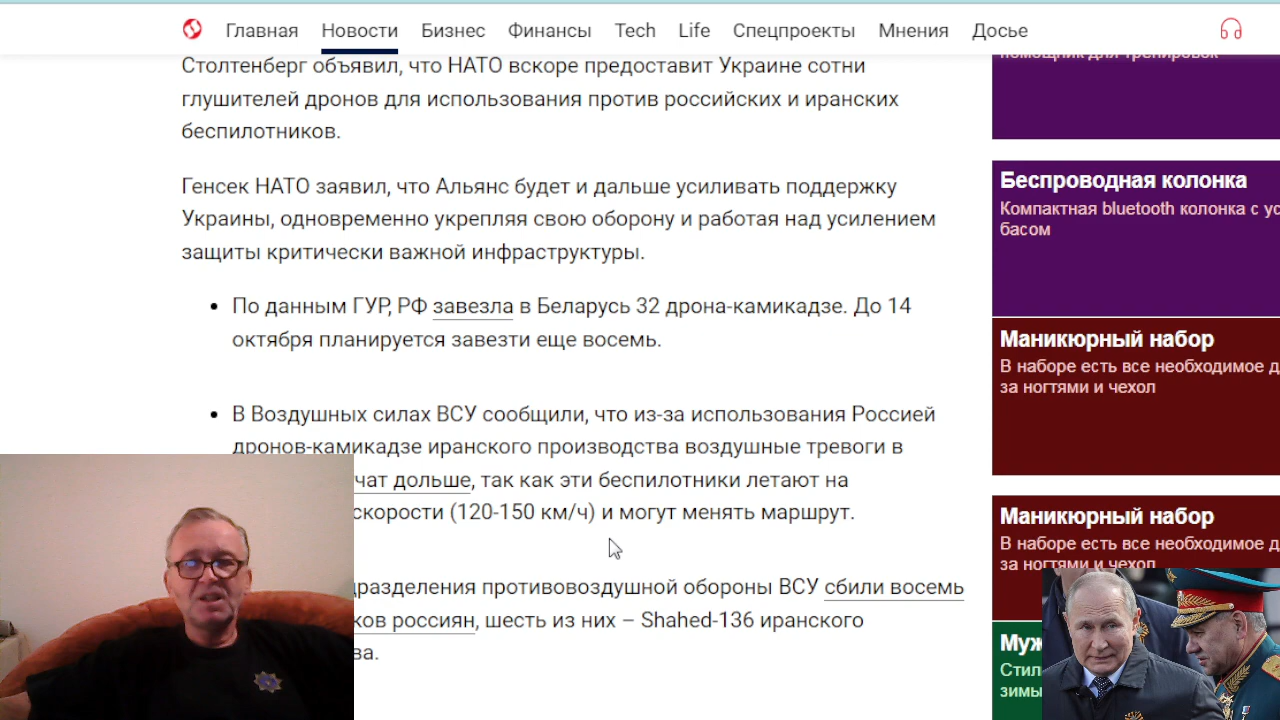 Главная Новости Бизнес Финансы Tech Life Спецпроекты Мнения Досье
Столтенберг объявил, что НАТО вскоре предоставит Украине сотни
глушителей дронов для использования против российских и иранских
беспилотников.
Генсек НАТО заявил, что Альянс будет и дальше усиливать поддержку
Украины, одновременно укрепляя свою оборону и работая над усилением
защиты критически важной инфраструктуры.
• По данным ГУР, РФ завезла в Беларусь 32 дрона-камикадзе. До 14
октября планируется завезти еще восемь.
• В Воздушных силах ВСУ сообщили, что из-за использования Россией
дронов-камикадзе иранского производства воздушные тревоги в
чат дольше, так как эти беспилотники летают на
скорости (120-150 км/ч) и могут менять маршрут.
дразделения противовоздушной обороны ВСУ сбили восемь
ков россиян, шесть из них – Shahed-136 иранского
ва.
помощник для тренировок
Беспроводная колонка
Компактная bluetooth колонка с ус
басом
Маникюрный набор
В наборе есть все необходимое д
за ногтями и чехол
Маникюрный набор
В наборе есть все необходимое д
за ногтями и чехол
Муж
Стил
зимы